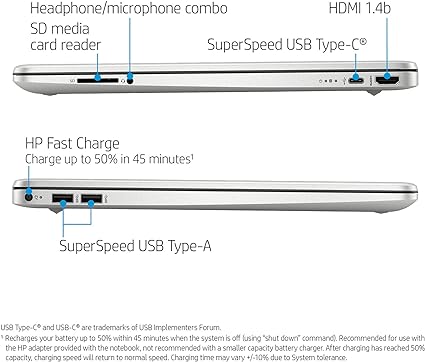 Headphone/microphone combo
HDMI 1.4b
SD media
card reader
SuperSpeed USB Type-C®
HP Fast Charge
Charge up to 50% in 45 minutes¹
SuperSpeed USB Type-A
USB Type-C® and USB-C® are trademarks of USB Implementers Forum.
¹ Recharges your battery up to 50% within 45 minutes when the system is off (using "shut down" command). Recommended for use with
the HP adapter provided with the notebook, not recommended with a smaller capacity battery charger. After charging has reached 50%
capacity, charging speed will return to normal speed. Charging time may vary +/-10% due to System tolerance.